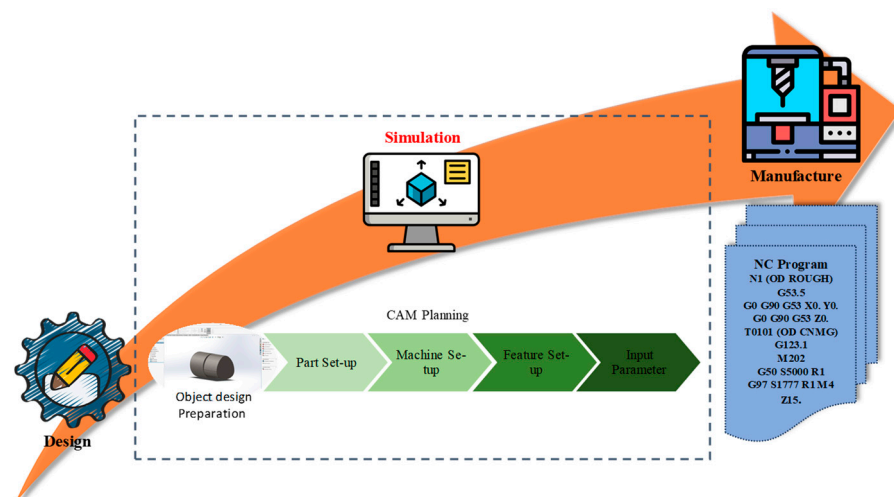 Simulation
Manufacture
Design
CAM Planning
Object design
Preparation
Part Set-up
Machine Se-
tup
Feature Set-
up
Input
Parameter
NC Program
N1 (OD ROUGH)
G53.5
G0 G90 G53 X0. Y0.
G0 G90 G53 Z0.
T0101 (OD CNMG)
G123.1
M202
G50 S5000 R1
G97 S1777 R1 M4
Z15.